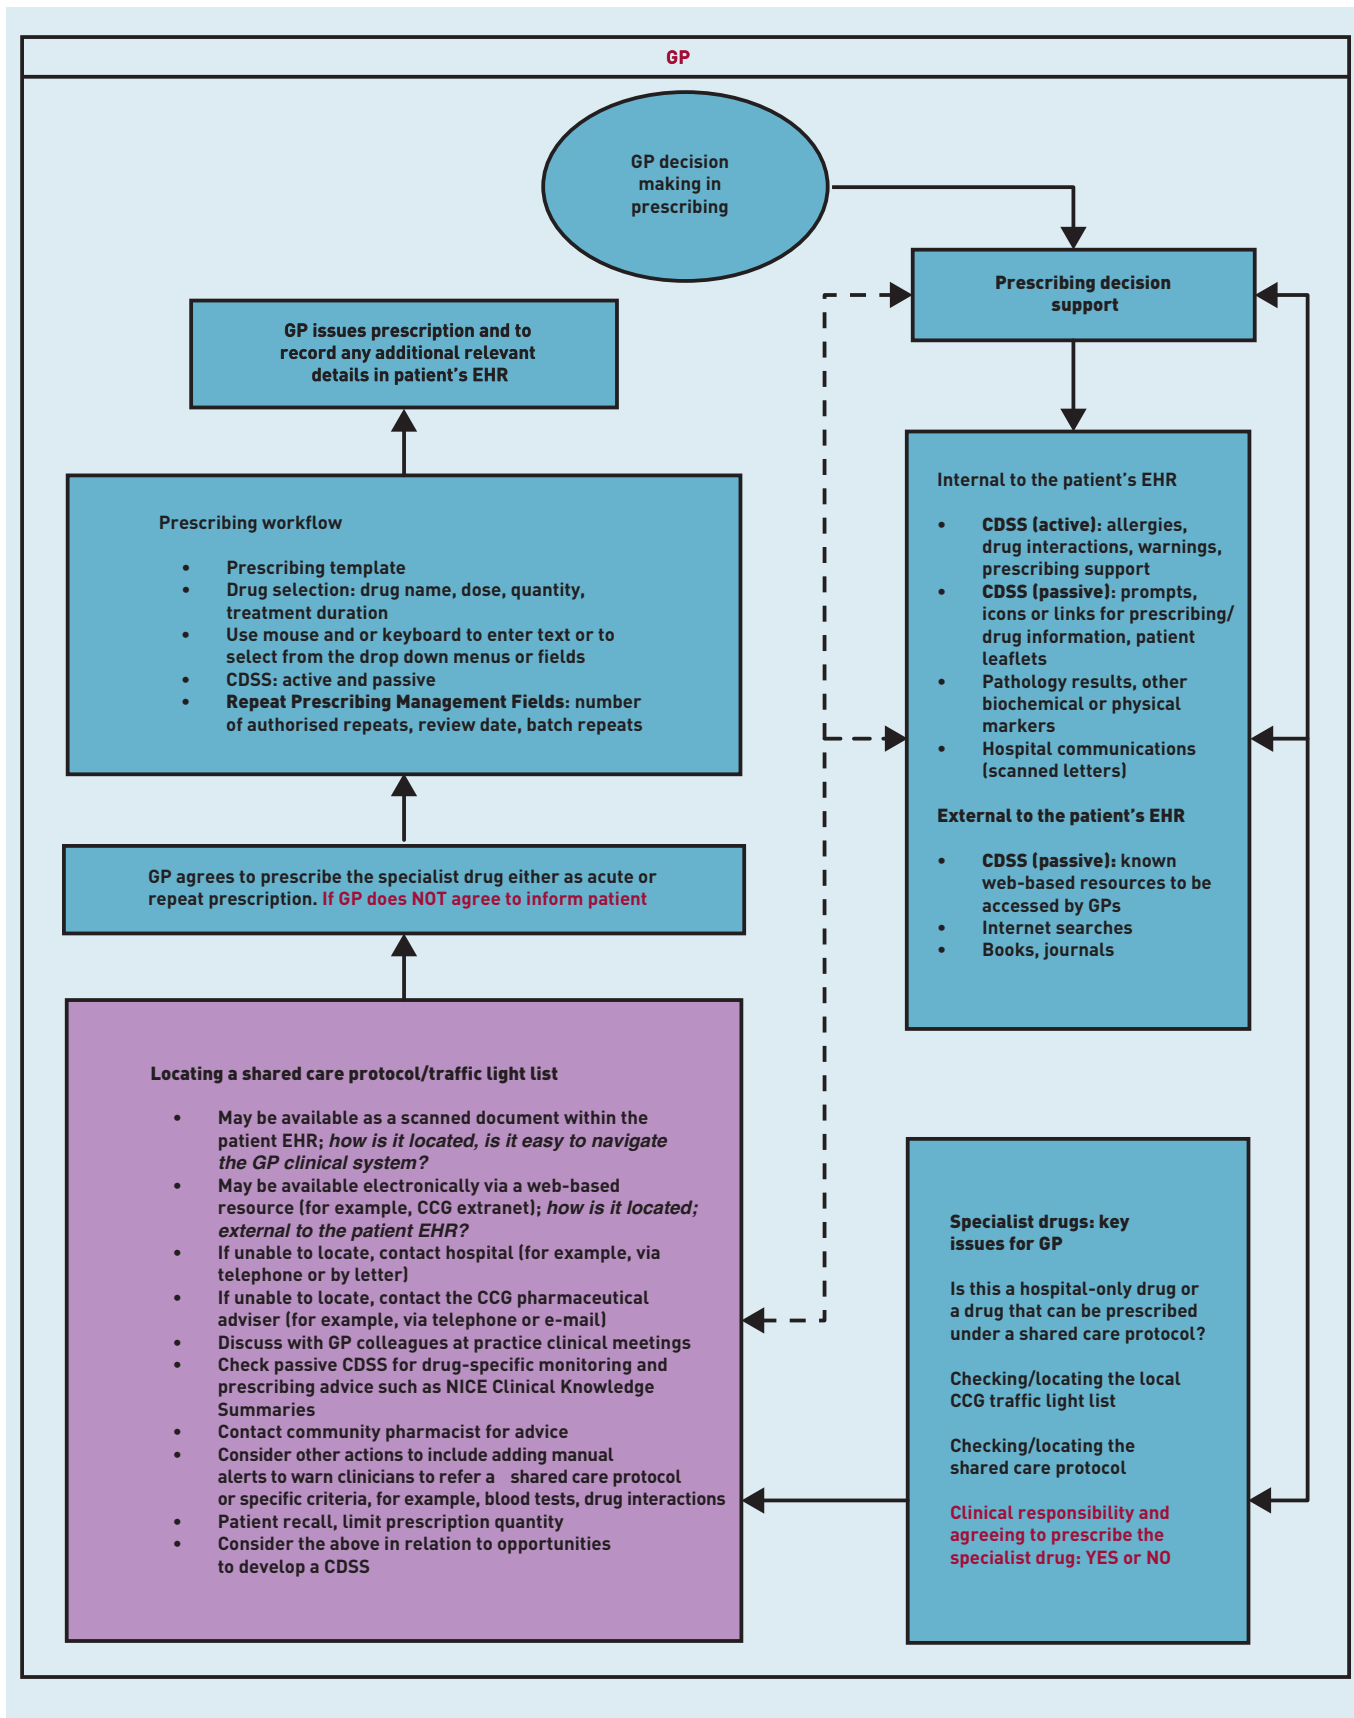 GP
GP decision
making in
prescribing
Prescribing decision
support
GP issues prescription and to
record any additional relevant
details in patient's EHR
Internal to the patient's EHR
• CDSS (active): allergies,
drug interactions, warnings,
prescribing support
• CDSS (passive): prompts,
icons or links for prescribing/
drug information, patient
leaflets
• Pathology results, other
biochemical or physical
markers
• Hospital communications
(scanned letters)
External to the patient's EHR
• CDSS (passive): known
web-based resources to be
accessed by GPs
• Internet searches
• Books, journals
Prescribing workflow
• Prescribing template
• Drug selection: drug name, dose, quantity,
treatment duration
• Use mouse and or keyboard to enter text or to
select from the drop down menus or fields
• CDSS: active and passive
• Repeat Prescribing Management Fields: number
of authorised repeats, review date, batch repeats
GP agrees to prescribe the specialist drug either as acute or
repeat prescription. If GP does NOT agree to inform patient
Locating a shared care protocol/traffic light list
• May be available as a scanned document within the
patient EHR; how is it located, is it easy to navigate
the GP clinical system?
• May be available electronically via a web-based
resource (for example, CCG extranet); how is it located;
external to the patient EHR?
• If unable to locate, contact hospital (for example, via
telephone or by letter)
• If unable to locate, contact the CCG pharmaceutical
adviser (for example, via telephone or e-mail)
• Discuss with GP colleagues at practice clinical meetings
• Check passive CDSS for drug-specific monitoring and
prescribing advice such as NICE Clinical Knowledge
Summaries
• Contact community pharmacist for advice
• Consider other actions to include adding manual
alerts to warn clinicians to refer a shared care protocol
or specific criteria, for example, blood tests, drug interactions
• Patient recall, limit prescription quantity
• Consider the above in relation to opportunities
to develop a CDSS
Specialist drugs: key
issues for GP
Is this a hospital-only drug or
a drug that can be prescribed
under a shared care protocol?
Checking/locating the local
CCG traffic light list
Checking/locating the
shared care protocol
Clinical responsibility and
agreeing to prescribe the
specialist drug: YES or NO